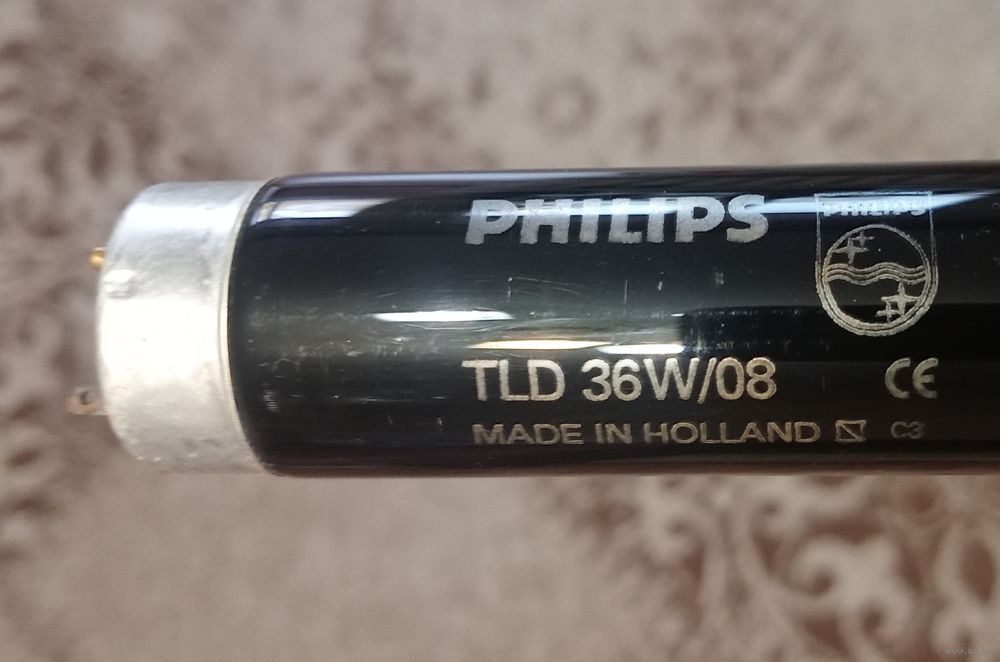 PHILIPS
PHILIPS
TLD 36W/08
CE
MADE IN HOLLAND
C3